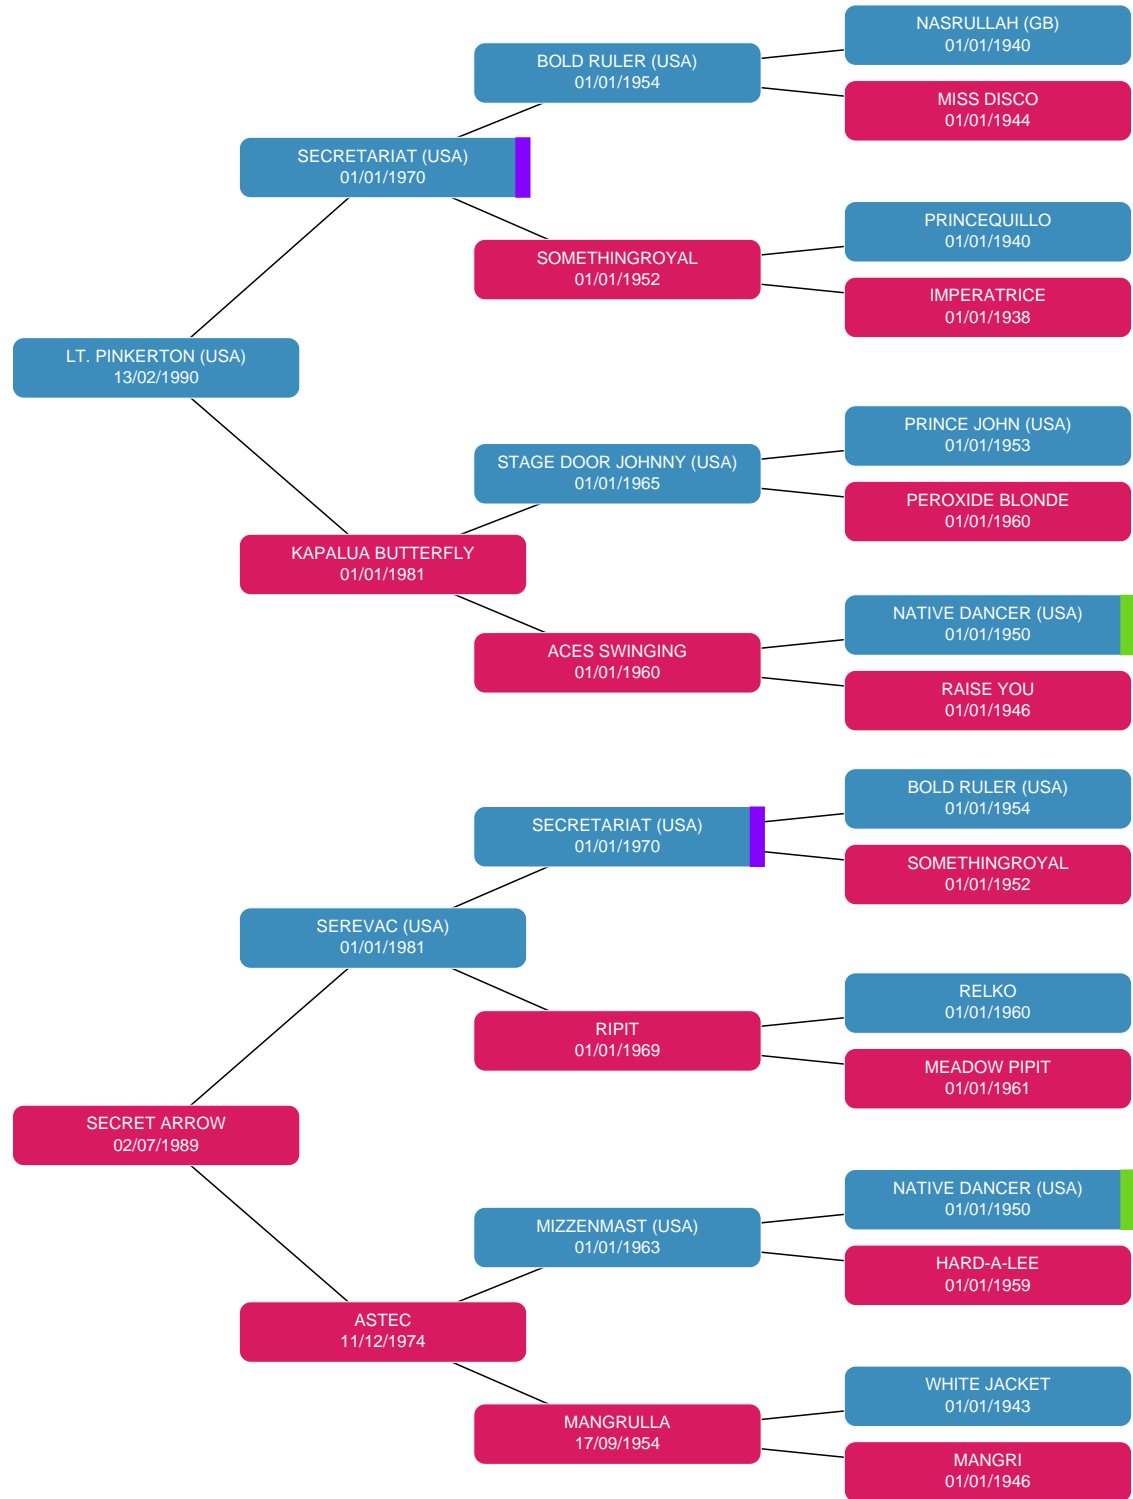 NASRULLAH (GB)
01/01/1940
BOLD RULER (USA)
01/01/1954
MISS DISCO
01/01/1944
SECRETARIAT (USA)
01/01/1970
PRINCEQUILLO
01/01/1940
SOMETHINGROYAL
01/01/1952
IMPERATRICE
01/01/1938
LT. PINKERTON (USA)
13/02/1990
PRINCE JOHN (USA)
01/01/1953
STAGE DOOR JOHNNY (USA)
01/01/1965
PEROXIDE BLONDE
01/01/1960
KAPALUA BUTTERFLY
01/01/1981
NATIVE DANCER (USA)
01/01/1950
ACES SWINGING
01/01/1960
RAISE YOU
01/01/1946
BOLD RULER (USA)
01/01/1954
SECRETARIAT (USA)
01/01/1970
SOMETHINGROYAL
01/01/1952
SEREVAC (USA)
01/01/1981
RELKO
01/01/1960
RIPIT
01/01/1969
MEADOW PIPIT
01/01/1961
SECRET ARROW
02/07/1989
NATIVE DANCER (USA)
01/01/1950
MIZZENMAST (USA)
01/01/1963
HARD-A-LEE
01/01/1959
ASTEC
11/12/1974
WHITE JACKET
01/01/1943
MANGRULLA
17/09/1954
MANGRI
01/01/1946